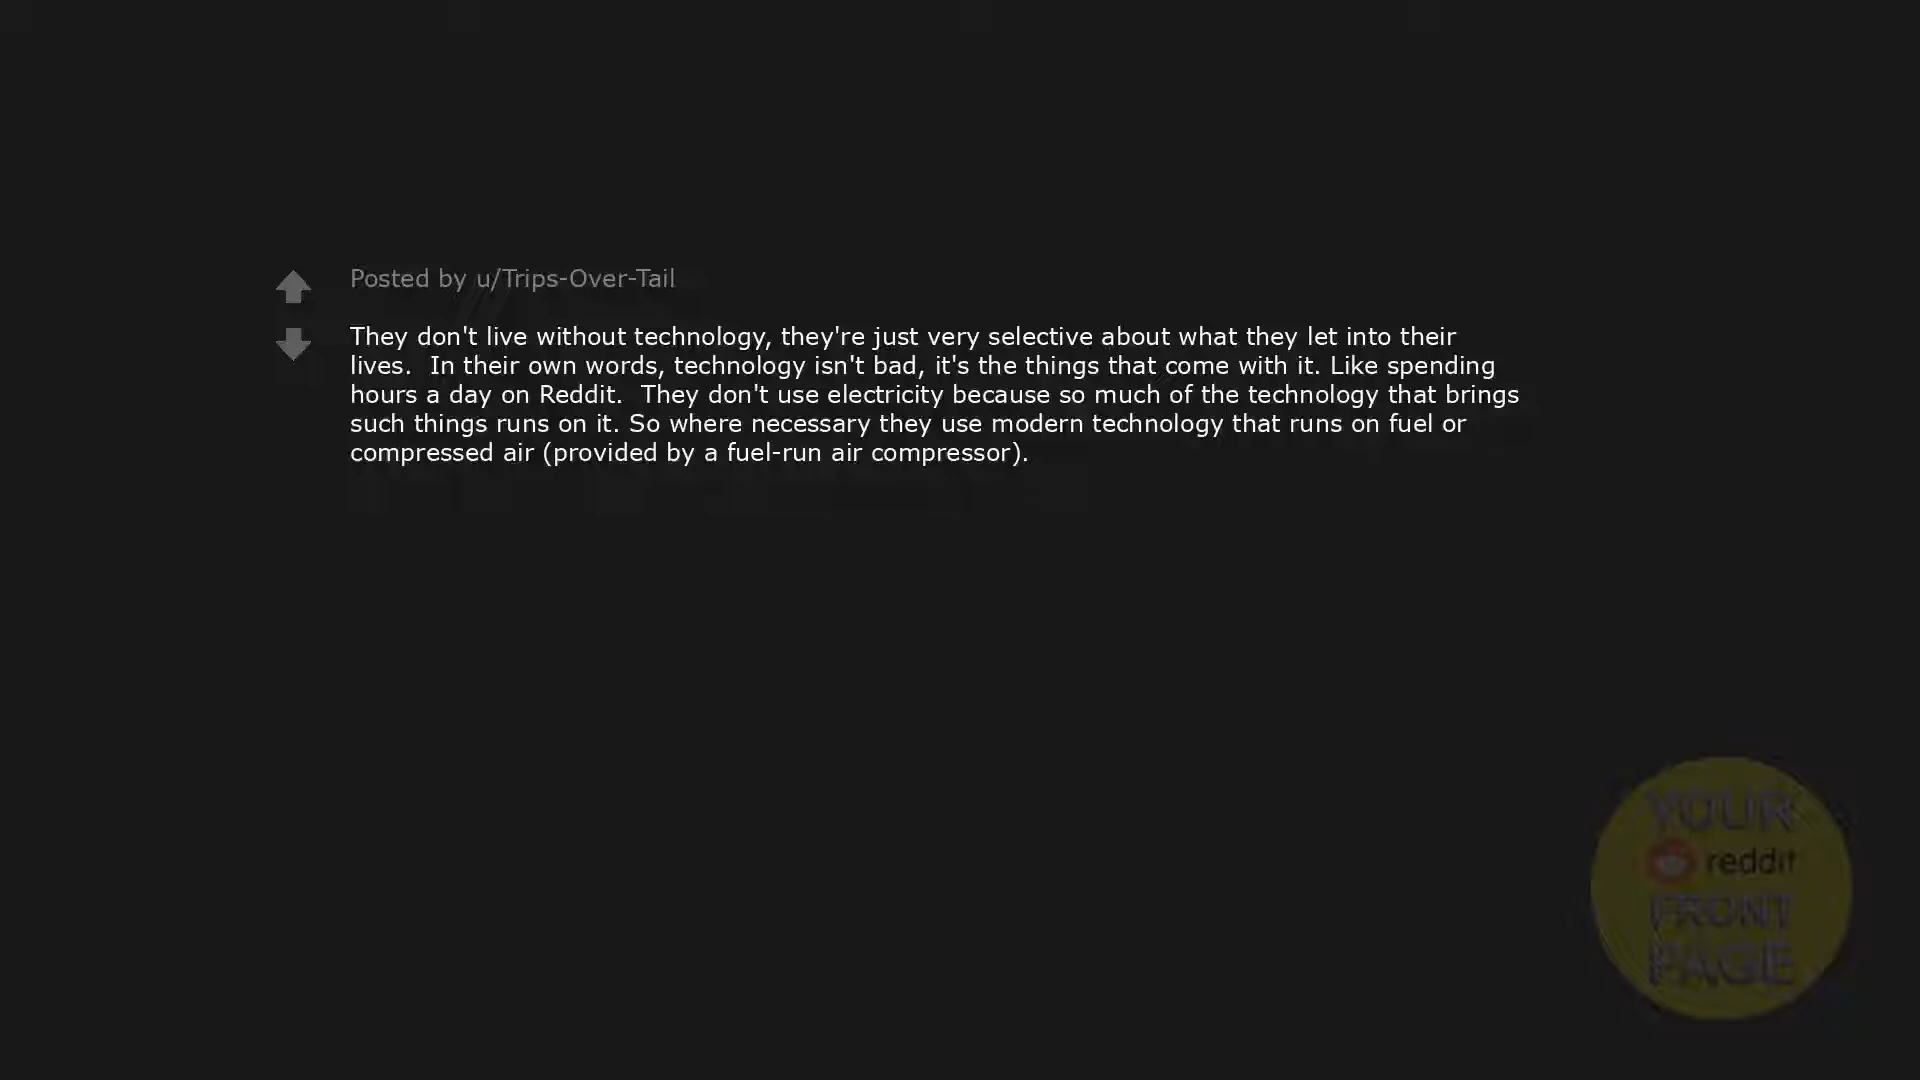 Posted by u/Trips-Over-Tail
They don't live without technology, they're just very selective about what they let into their
lives.  In their own words, technology isn't bad, it's the things that come with it. Like spending
hours a day on Reddit.  They don't use electricity because so much of the technology that brings
such things runs on it. So where necessary they use modern technology that runs on fuel or
compressed air (provided by a fuel-run air compressor).
YOUR
reddit
FRONT
PAGE